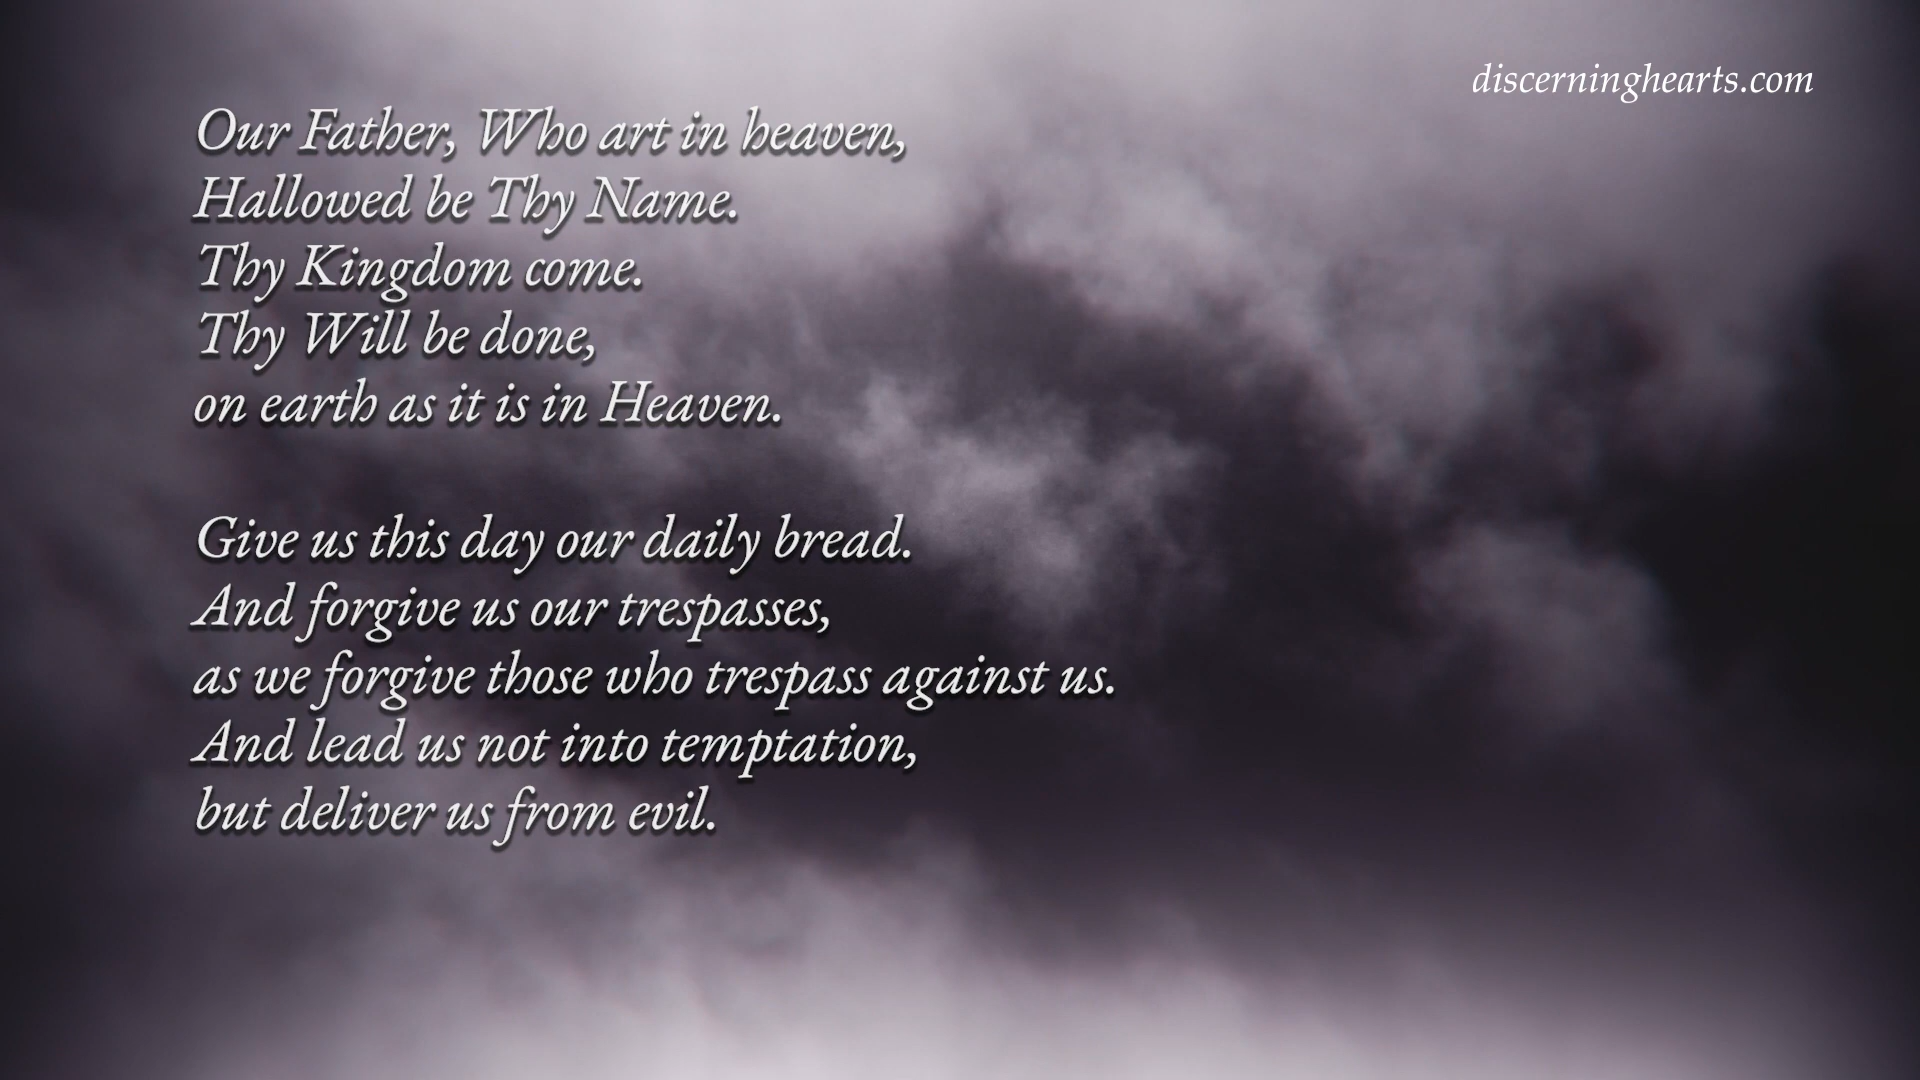 discerninghearts.com
Our Father, Who art in heaven,
Hallowed be Thy Name.
Thy Kingdom come.
Thy Will be done,
on earth as it is in Heaven.
Give us this day our daily bread.
And forgive us our trespasses,
as we forgive those who trespass against us.
And lead us not into temptation,
but deliver us from evil.